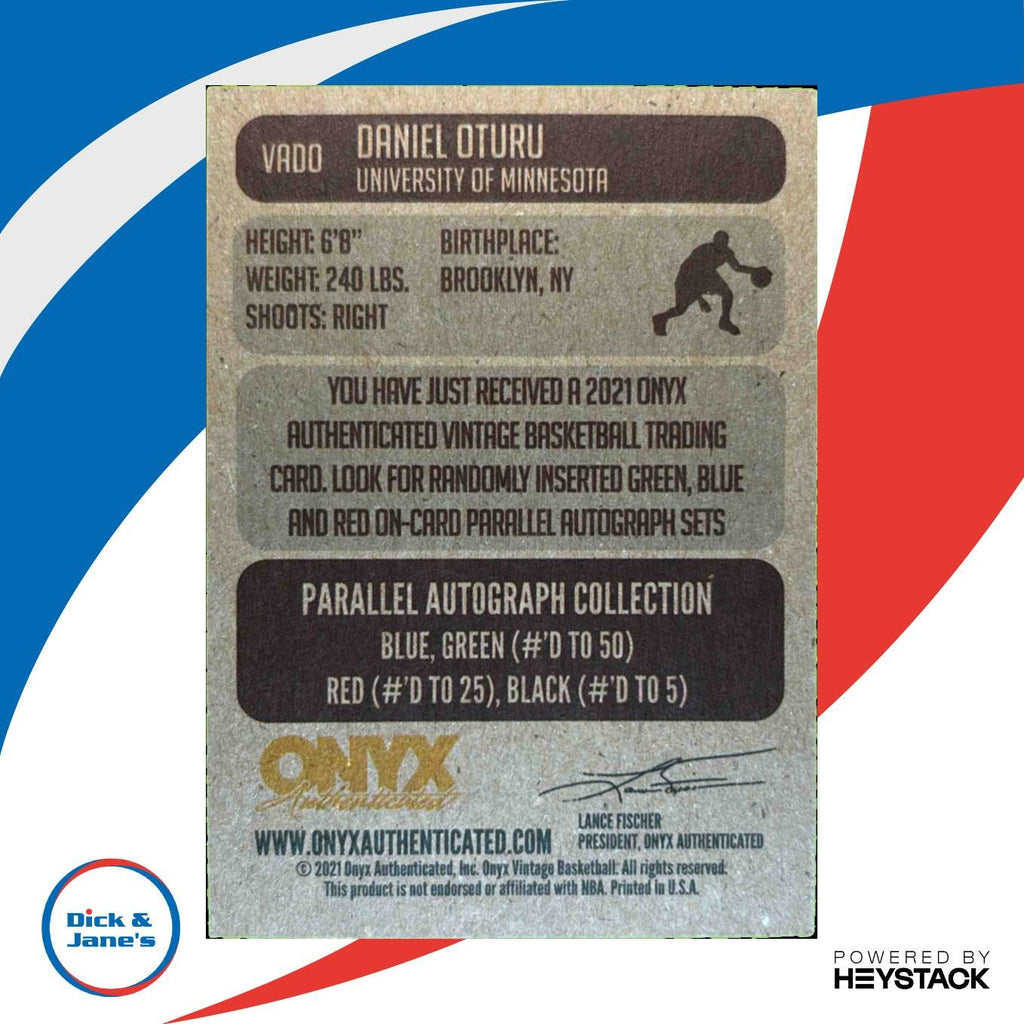 VADO
DANIEL OTURU
UNIVERSITY OF MINNESOTA
HEIGHT: 6'8"
WEIGHT: 240 LBS.
SHOOTS: RIGHT
BIRTHPLACE:
BROOKLYN, NY
YOU HAVE JUST RECEIVED A 2021 ONYX
AUTHENTICATED VINTAGE BASKETBALL TRADING
CARD. LOOK FOR RANDOMLY INSERTED GREEN, BLUE
AND RED ON-CARD PARALLEL AUTOGRAPH SETS
PARALLEL AUTOGRAPH COLLECTION
BLUE, GREEN (#'D TO 50)
RED (#'D TO 25), BLACK (#'D TO 5)
ONYX
Authenticated
WWW.ONYXAUTHENTICATED.COM
LANCE FISCHER
PRESIDENT, ONYX AUTHENTICATED
© 2021 Onyx Authenticated, Inc. Onyx Vintage Basketball. All rights reserved.
This product is not endorsed or affiliated with NBA. Printed in U.S.A.
Dick &
Jane's
POWERED BY
HEYSTACK